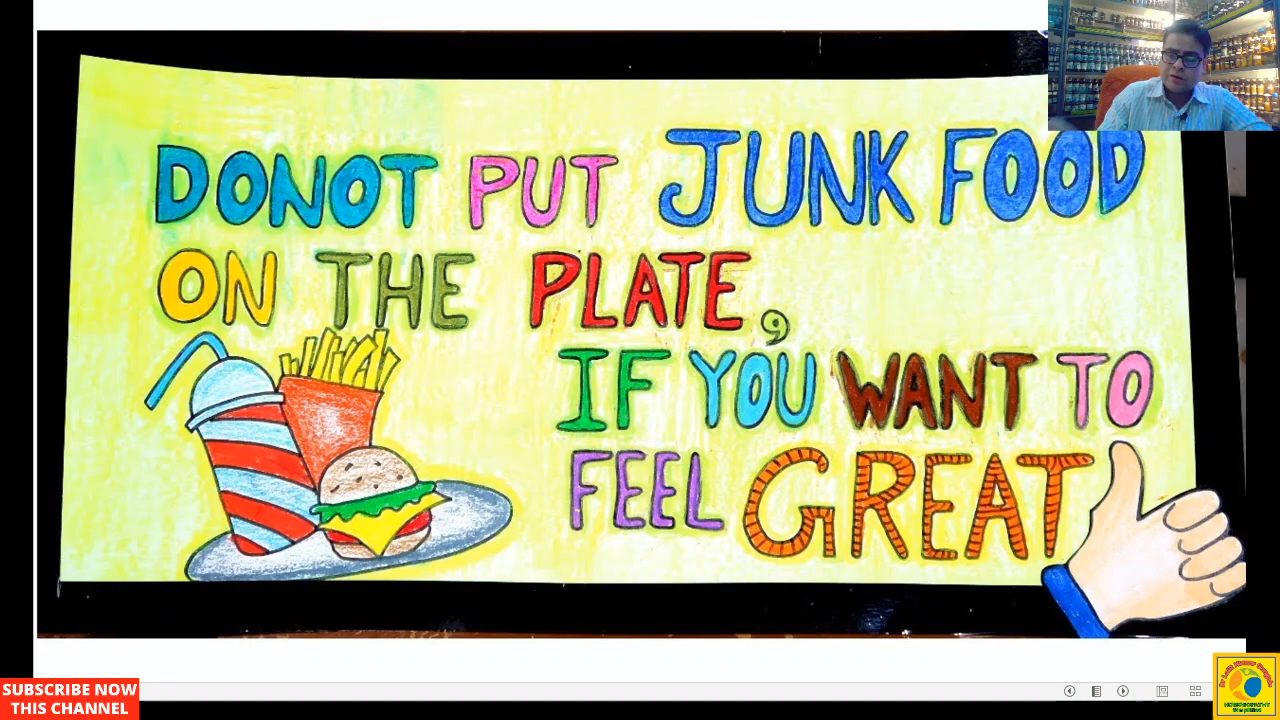 DONOT PUT JUNK FOOD
ON THE PLATE,
IF YOU WANT TO
FEEL GREAT
SUBSCRIBE NOW
THIS CHANNEL